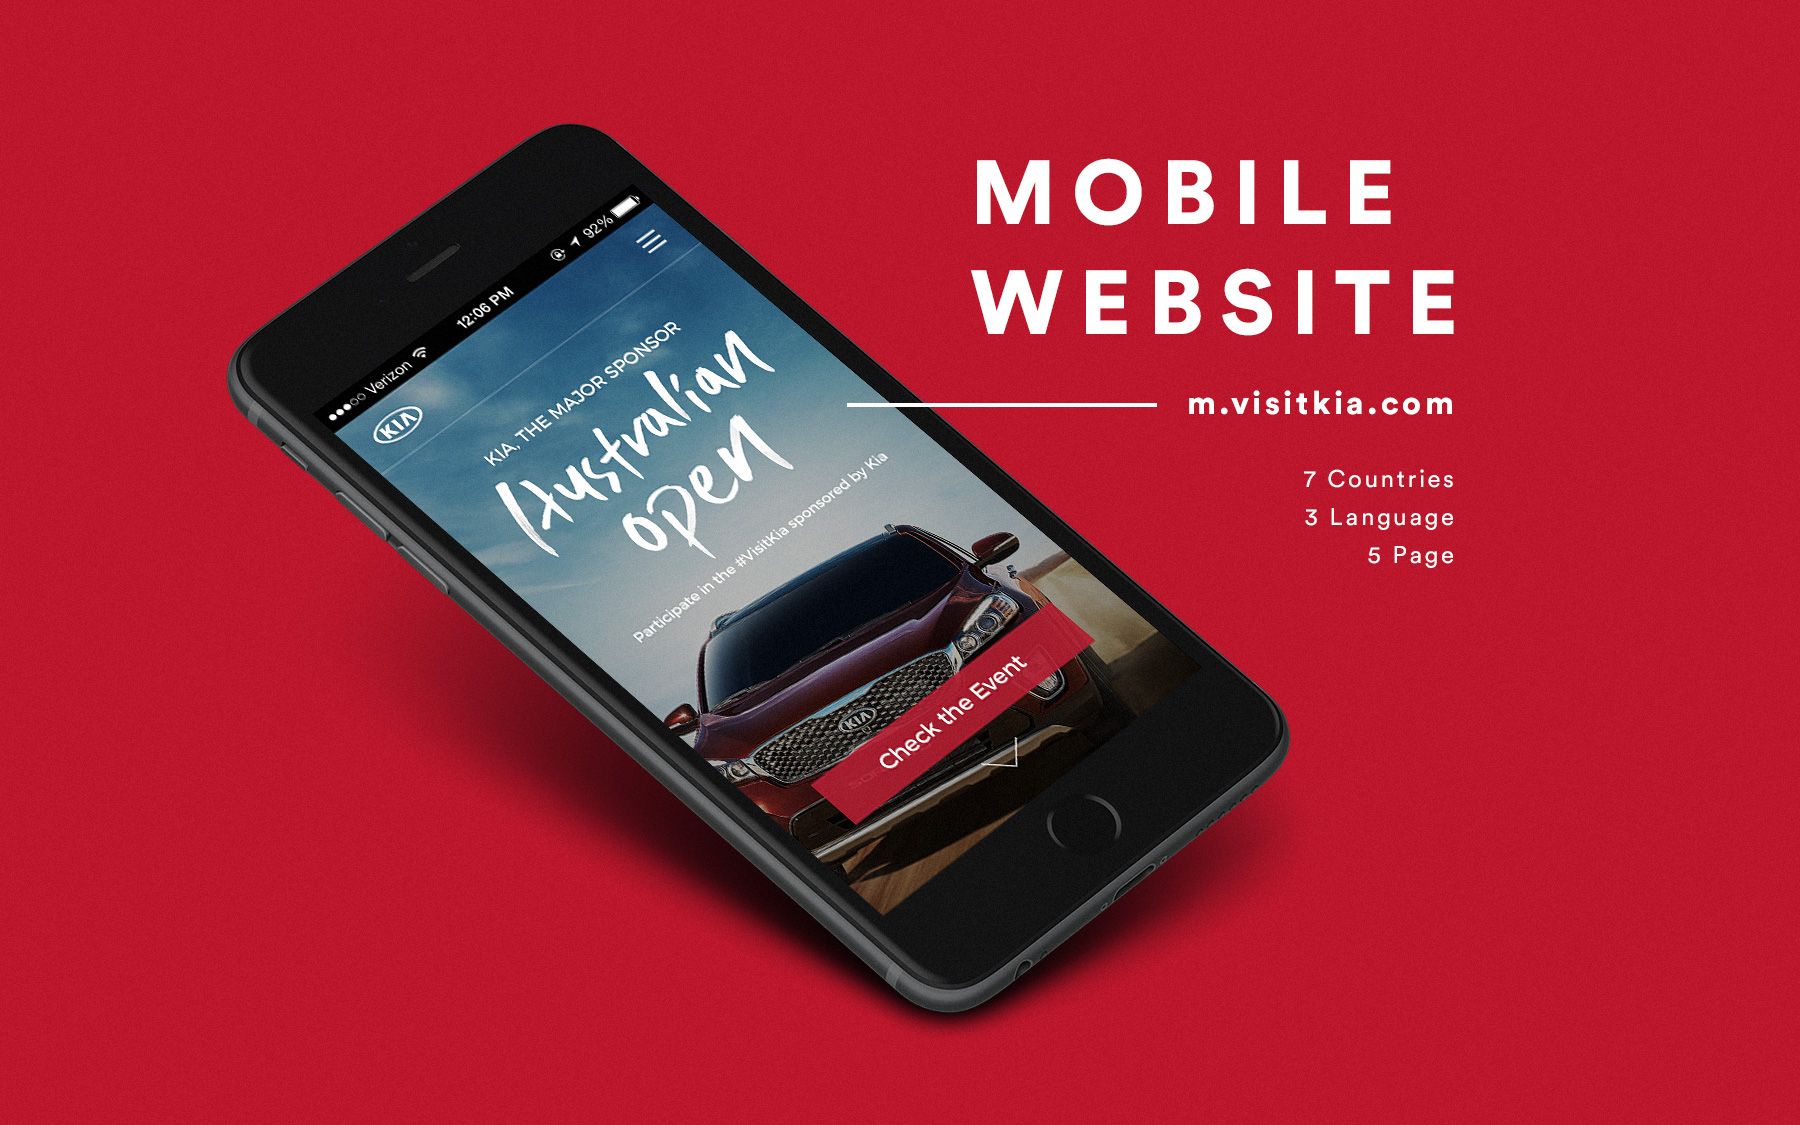 MOBILE
WEBSITE
m.visitkia.com
7 Countries
3 Language
5 Page
Verizon 12:06 PM 92%
KIA
KIA, THE MAJOR SPONSOR
Australian
open
Participate in the #VisitKia sponsored by Kia
KIA
Check the Event